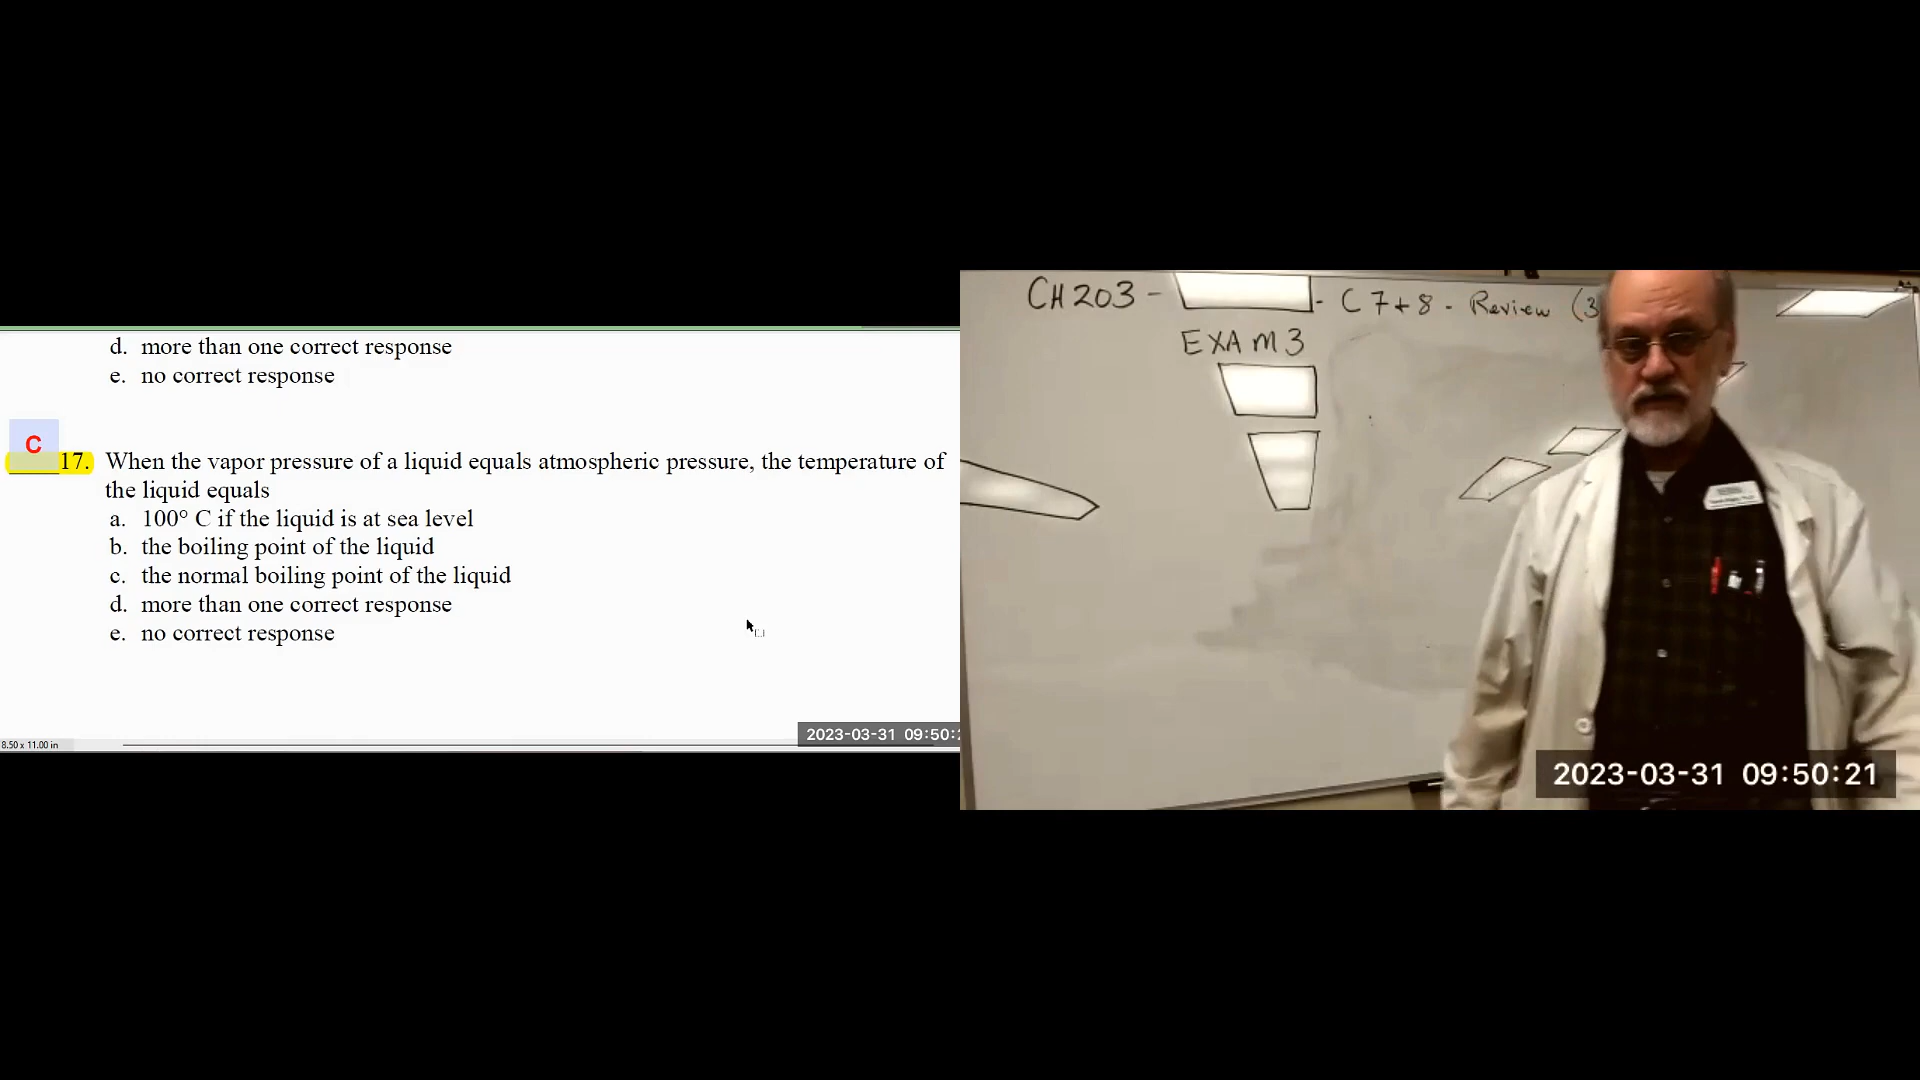 d. more than one correct response
e. no correct response
C
17. When the vapor pressure of a liquid equals atmospheric pressure, the temperature of
the liquid equals
a. 100° C if the liquid is at sea level
b. the boiling point of the liquid
c. the normal boiling point of the liquid
d. more than one correct response
e. no correct response
8.50 x 11.00 in
2023-03-31 09:50:2
CH203 - - C 7+8 - Review (3
EXAM 3
2023-03-31 09:50:21